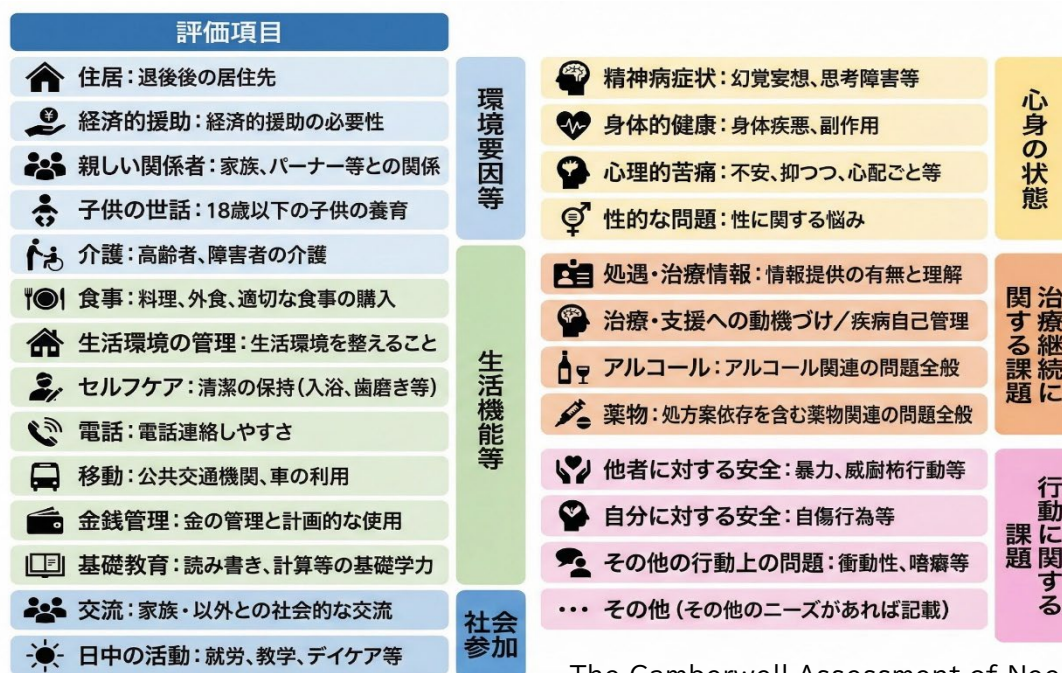 評価項目
住居：退後後の居住先
経済的援助：経済的援助の必要性
親しい関係者：家族、パーナー等との関係
子供の世話：18歳以下の子供の養育
介護：高齢者、障害者の介護
環境要因等
食事：料理、外食、適切な食事の購入
生活環境の管理：生活環境を整えること
セルフケア：清潔の保持（入浴、歯磨き等）
電話：電話連絡しやすさ
移動：公共交通機関、車の利用
金銭管理：金の管理と計画的な使用
基礎教育：読み書き、計算等の基礎学力
生活機能等
交流：家族・以外との社会的な交流
日中の活動：就労、教学、デイケア等
社会参加
精神病症状：幻覚妄想、思考障害等
身体的健康：身体疾悪、副作用
心理的苦痛：不安、抑つつ、心配ごと等
性的な問題：性に関する悩み
心身の状態
処遇・治療情報：情報提供の有無と理解
治療・支援への動機づけ／疾病自己管理
アルコール：アルコール関連の問題全般
薬物：処方案依存を含む薬物関連の問題全般
治療継続に関する課題
他者に対する安全：暴力、威
自分に対する安全：自傷行為等
その他の行動上の問題：衝動性、嗜癖等
… その他（その他のニーズがあれば記載）
行動に関する課題
The Camberwell Assessment of